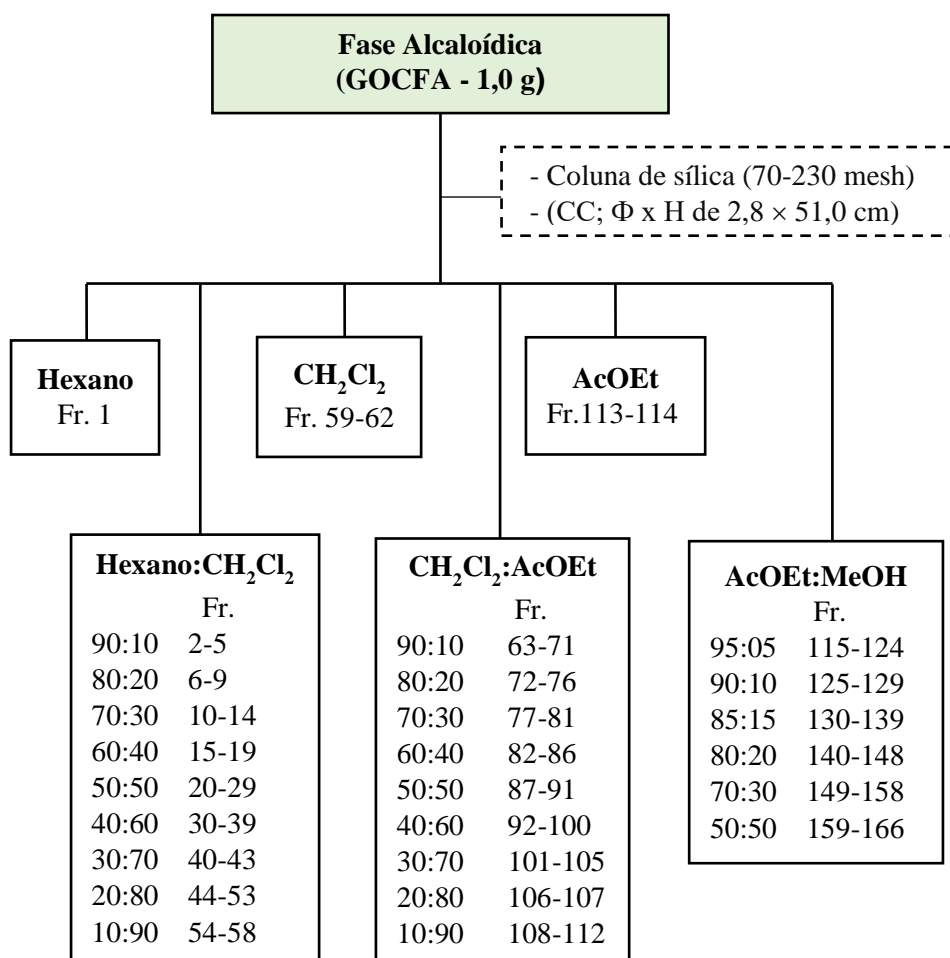 Fase Alcaloídica
(GOCFA - 1,0 g)
- Coluna de sílica (70-230 mesh)
- (CC; Φ x H de 2,8 × 51,0 cm)
Hexano
Fr. 1
CH₂Cl₂
Fr. 59-62
AcOEt
Fr.113-114
Hexano:CH₂Cl₂
Fr.
90:10 2-5
80:20 6-9
70:30 10-14
60:40 15-19
50:50 20-29
40:60 30-39
30:70 40-43
20:80 44-53
10:90 54-58
CH₂Cl₂:AcOEt
Fr.
90:10 63-71
80:20 72-76
70:30 77-81
60:40 82-86
50:50 87-91
40:60 92-100
30:70 101-105
20:80 106-107
10:90 108-112
AcOEt:MeOH
Fr.
95:05 115-124
90:10 125-129
85:15 130-139
80:20 140-148
70:30 149-158
50:50 159-166